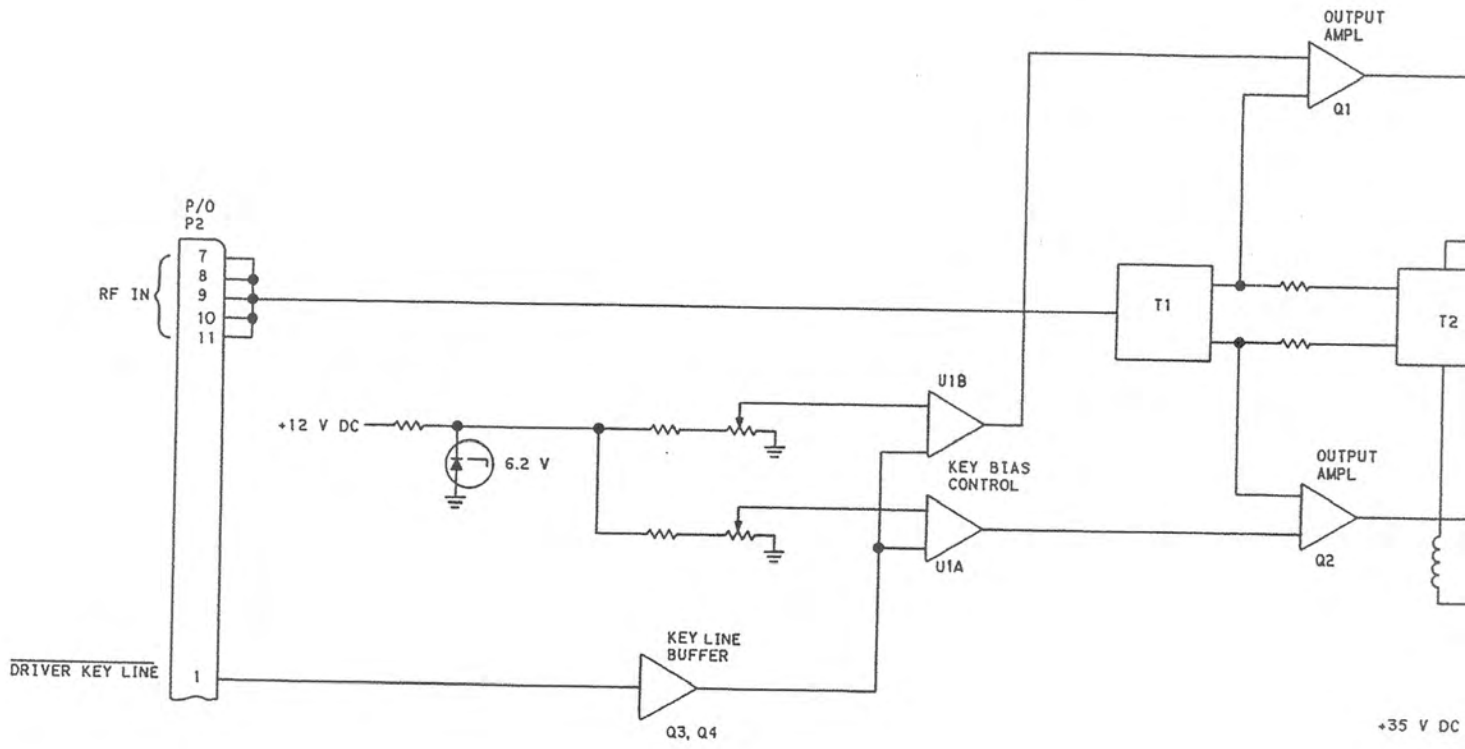 OUTPUT
AMPL
Q1
P/O
P2
7
8
9
10
11
RF IN
T1
T2
U1B
+12 V DC
6.2 V
KEY BIAS
CONTROL
U1A
OUTPUT
AMPL
Q2
KEY LINE
BUFFER
DRIVER KEY LINE
1
Q3, Q4
+35 V DC